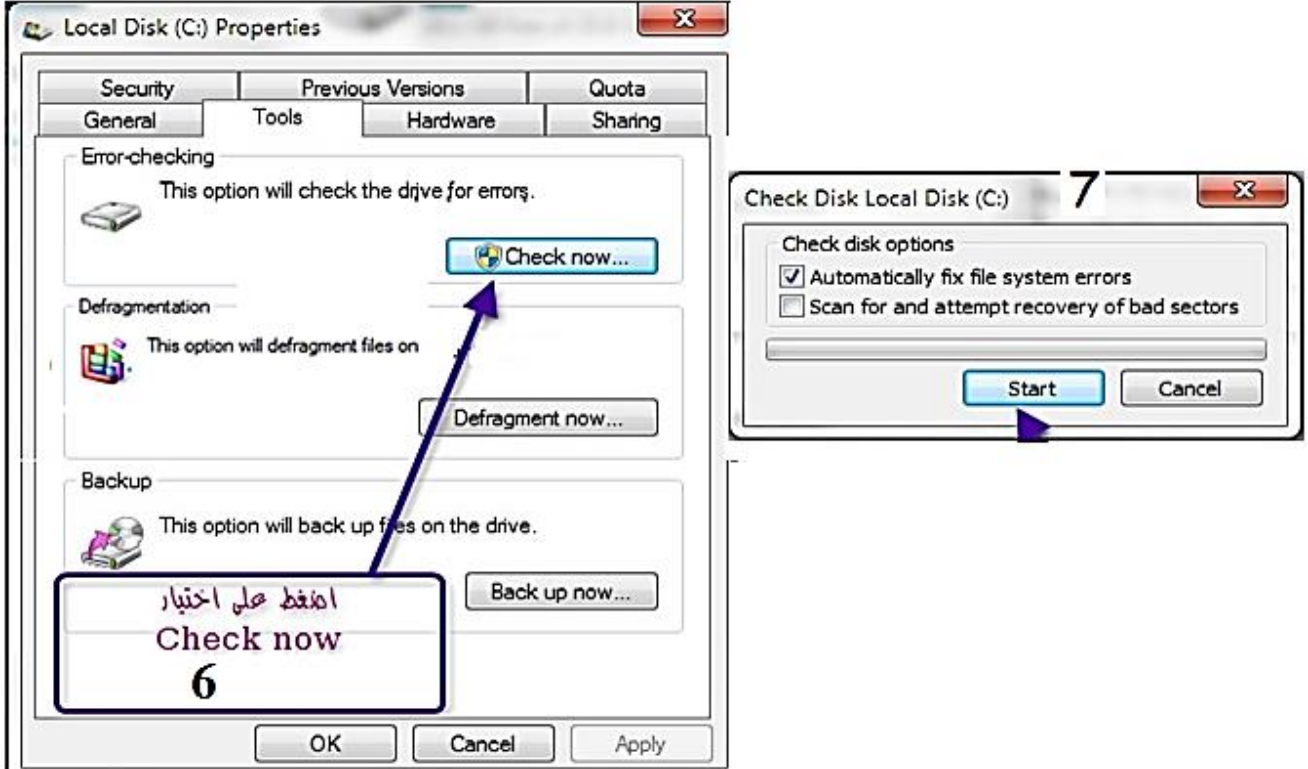 Local Disk (C:) Properties
Security Previous Versions Quota
General Tools Hardware Sharing
Error-checking
This option will check the drive for errors.
Check now...
Defragmentation
This option will defragment files on
Defragment now...
Backup
This option will back up files on the drive.
Back up now...
اضغط على اختيار
Check now
6
OK Cancel Apply
7
Check Disk Local Disk (C:)
Check disk options
Automatically fix file system errors
Scan for and attempt recovery of bad sectors
Start Cancel